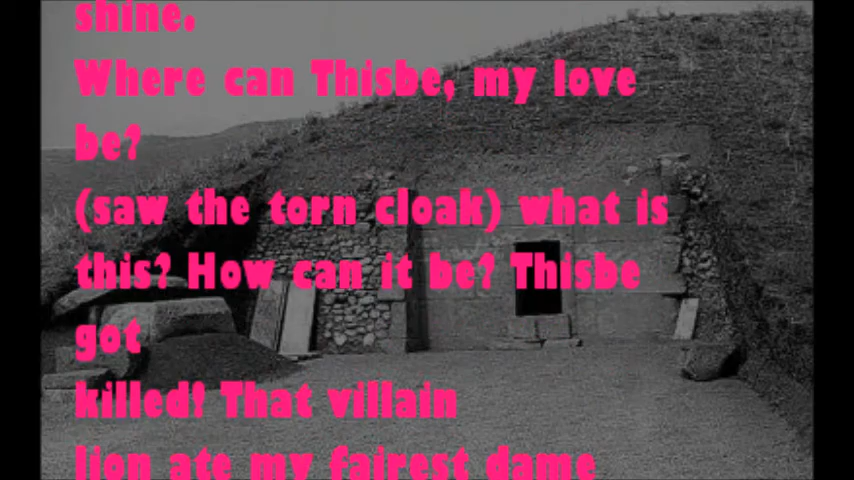 shine.
Where can Thisbe, my love
be?
(saw the torn cloak) what is
this? How can it be? Thisbe
got
killed! That villain
lion ate my fairest dame